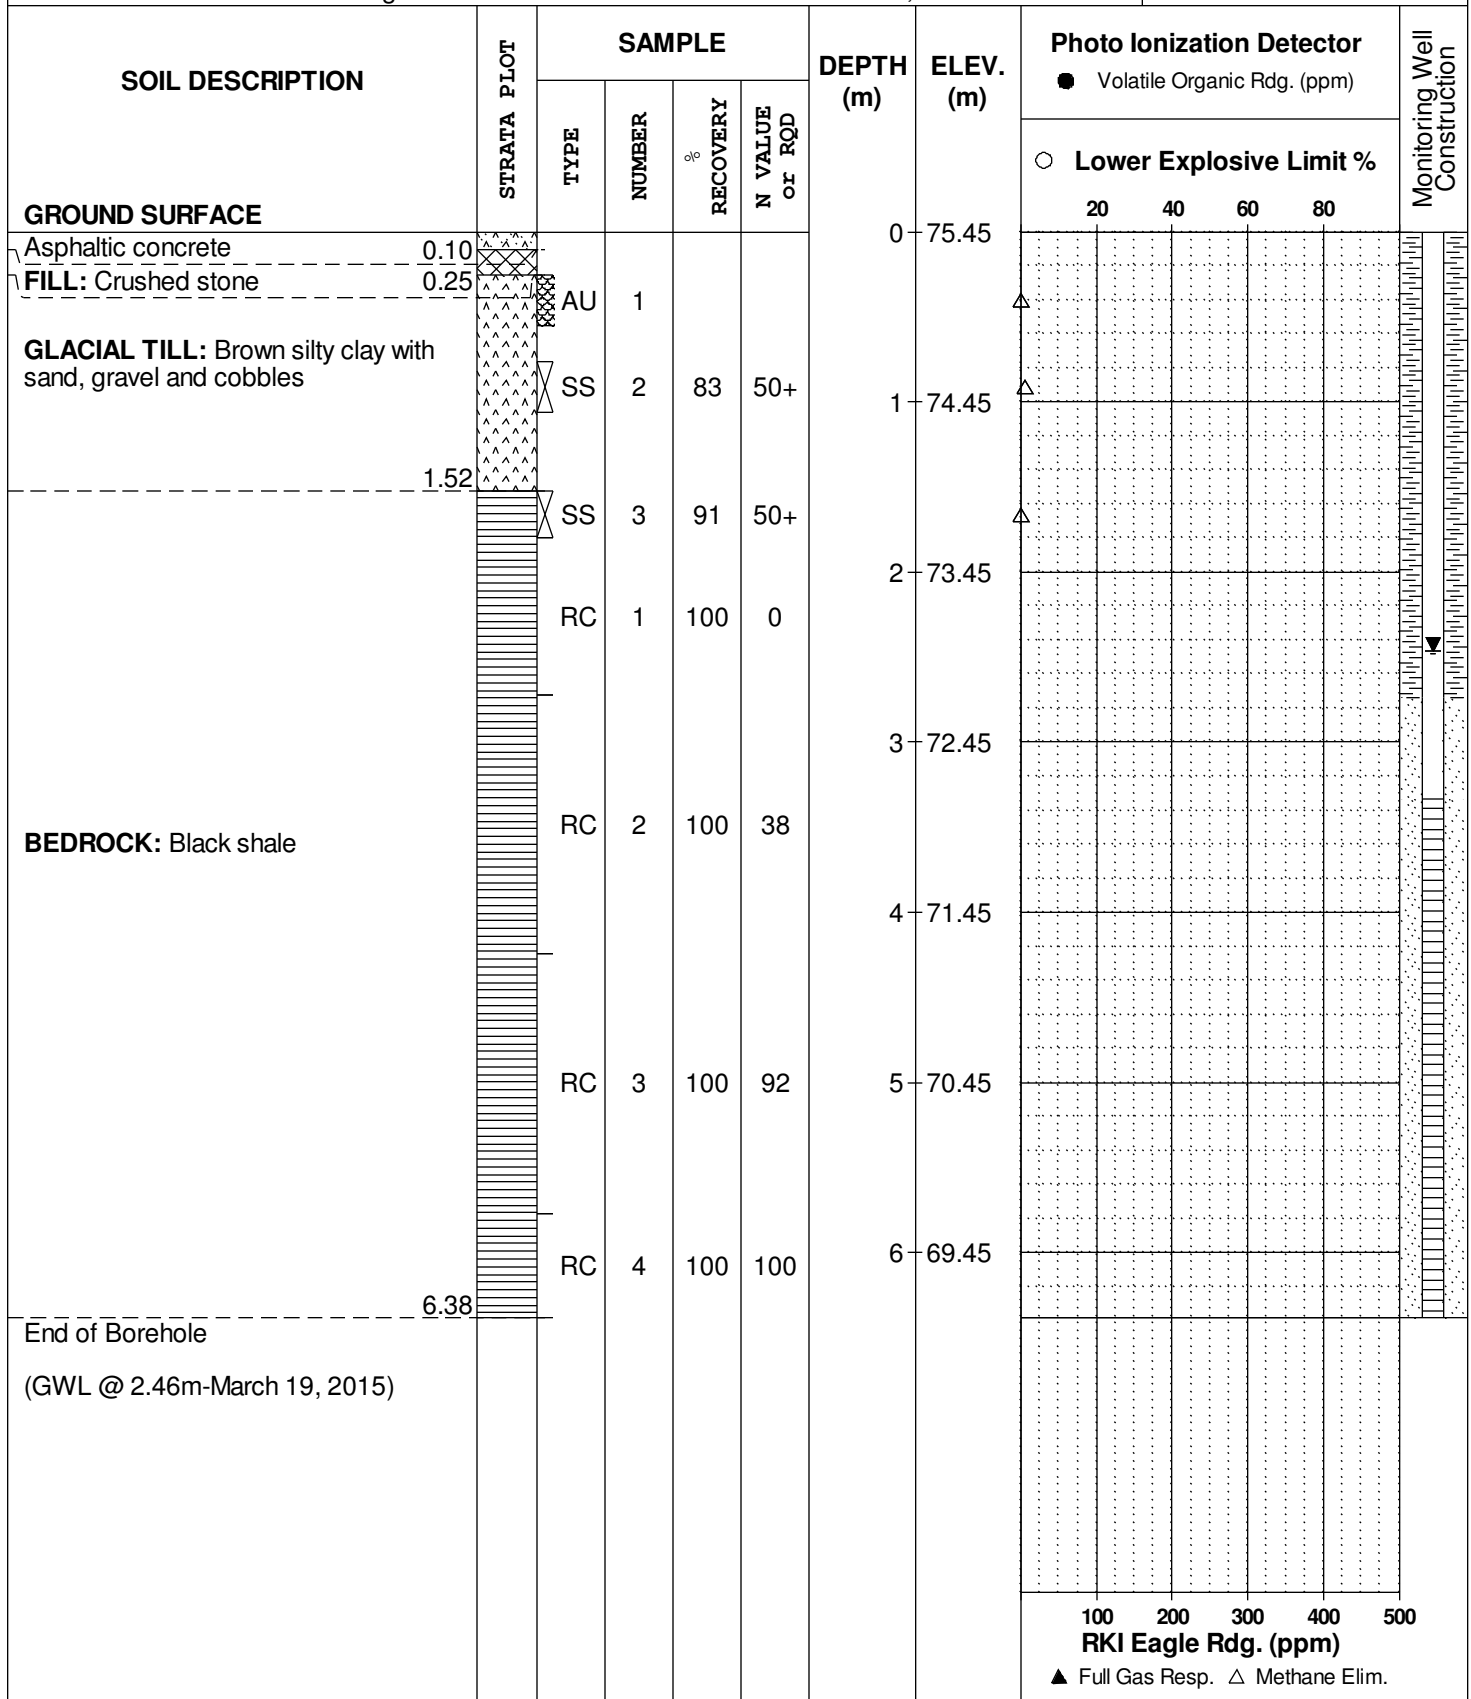 SOIL DESCRIPTION
GROUND SURFACE
STRATA PLOT
SAMPLE
TYPE
NUMBER
%
RECOVERY
N VALUE
or RQD
DEPTH
(m)
ELEV.
(m)
Photo Ionization Detector
● Volatile Organic Rdg. (ppm)
○ Lower Explosive Limit %
20 40 60 80
Monitoring Well
Construction
0 75.45
Asphaltic concrete 0.10
FILL: Crushed stone 0.25
AU 1
GLACIAL TILL: Brown silty clay with
sand, gravel and cobbles
SS 2 83 50+
1 74.45
1.52
SS 3 91 50+
2 73.45
RC 1 100 0
3 72.45
RC 2 100 38
BEDROCK: Black shale
4 71.45
RC 3 100 92
5 70.45
6 69.45
RC 4 100 100
6.38
End of Borehole
(GWL @ 2.46m-March 19, 2015)
100 200 300 400 500
RKI Eagle Rdg. (ppm)
▲ Full Gas Resp. △ Methane Elim.